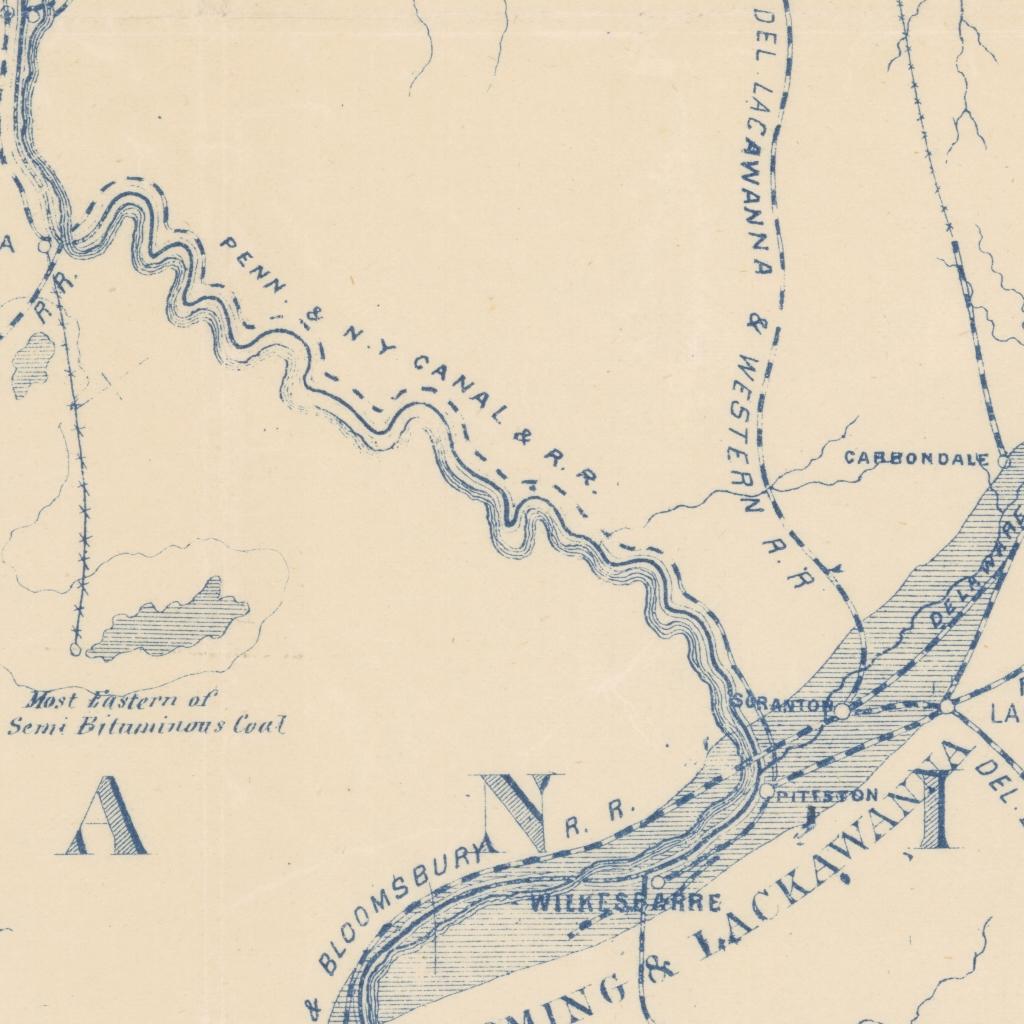 DEL. LACAWANNA & WESTERN R.R
A
R.R.
PENN. & N.Y CANAL & R.R.
CARBONDALE
DELAWARE
Most Eastern of
Semi Bituminous Coal
SCRANTON
LA
DEL.
PITTSTON
A N I
& BLOOMSBURY R. R.
WILKESBARRE
OMING & LACKAWANNA